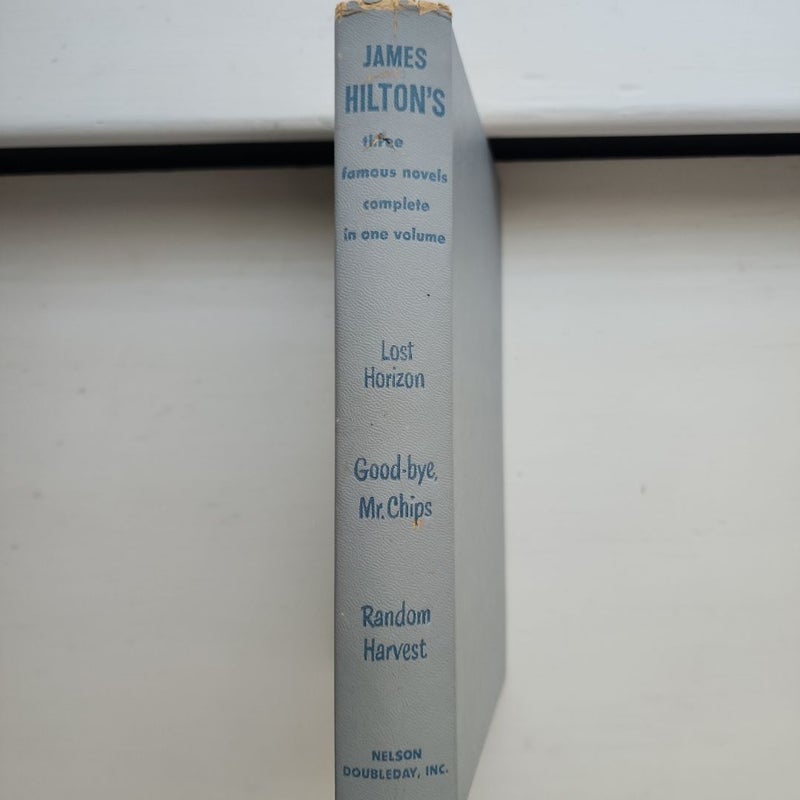 JAMES
HILTON'S
three
famous novels
complete
in one volume
Lost
Horizon
Good-bye,
Mr. Chips
Random
Harvest
NELSON
DOUBLEDAY, INC.